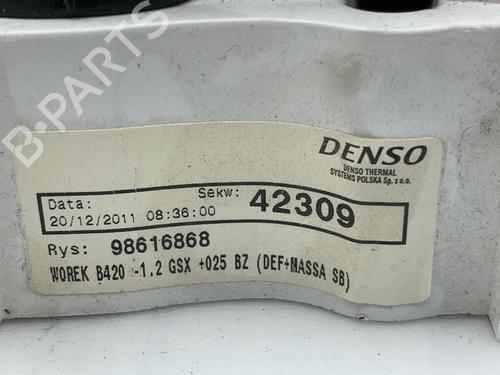 DENSO
DENSO THERMAL
SYSTEMS POLSKA Sp. z o.o.
Data:
Sekw:
42309
20/12/2011 08:36:00
Rys: 98616868
WOREK B420 -1.2 GSX +025 BZ (DEF+MASSA SB)
B-PARTS